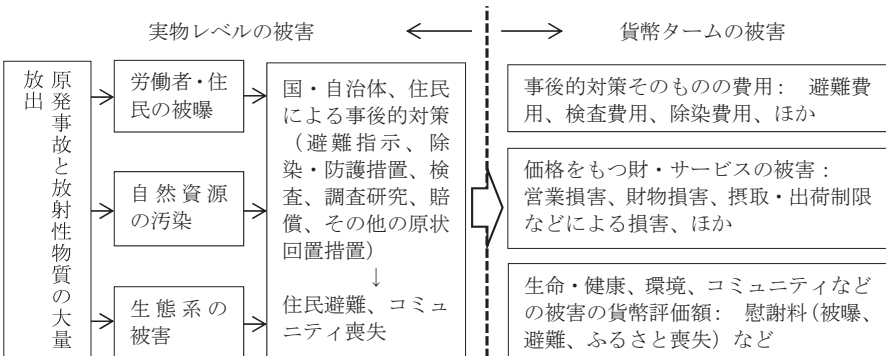 実物レベルの被害
貨幣タームの被害
原発事故と放射性物質の大量
放出
労働者・住
民の被曝
自然資源
の汚染
生態系の
被害
国・自治体、住民
による事後的対策
（避難指示、除
染・防護措置、検
査、調査研究、賠
償、その他の原状
回置措置）
↓
住民避難、コミュ
ニティ喪失
事後的対策そのものの費用： 避難費
用、検査費用、除染費用、ほか
価格をもつ財・サービスの被害：
営業損害、財物損害、摂取・出荷制限
などによる損害、ほか
生命・健康、環境、コミュニティなど
の被害の貨幣評価額： 慰謝料（被曝、
避難、ふるさと喪失）など